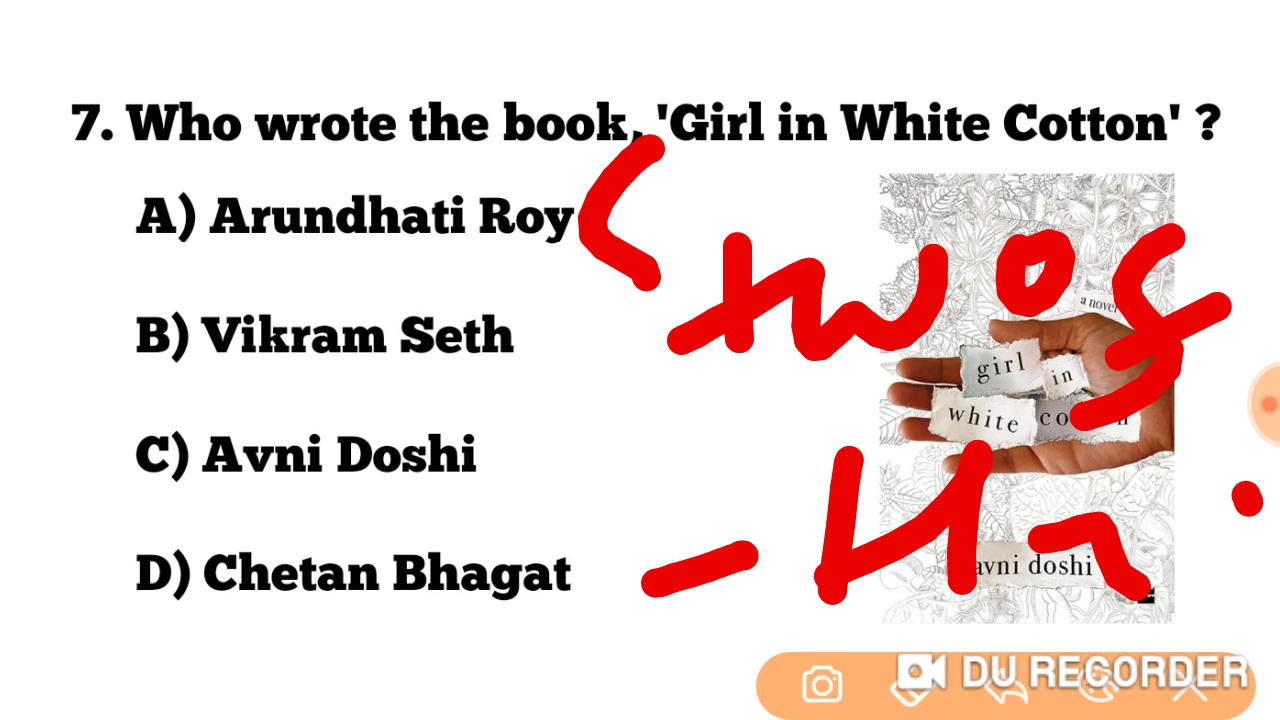 7. Who wrote the book, 'Girl in White Cotton' ?
A) Arundhati Roy
B) Vikram Seth
C) Avni Doshi
D) Chetan Bhagat
a novel
girl in
white
avni doshi
DU RECORDER